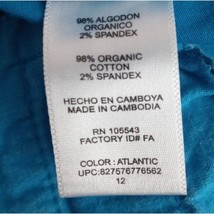 98% ALGODON
ORGANICO
2% SPANDEX
98% ORGANIC
COTTON
2% SPANDEX
HECHO EN CAMBOYA
MADE IN CAMBODIA
RN 105543
FACTORY ID# FA
COLOR : ATLANTIC
UPC:827576776562
12